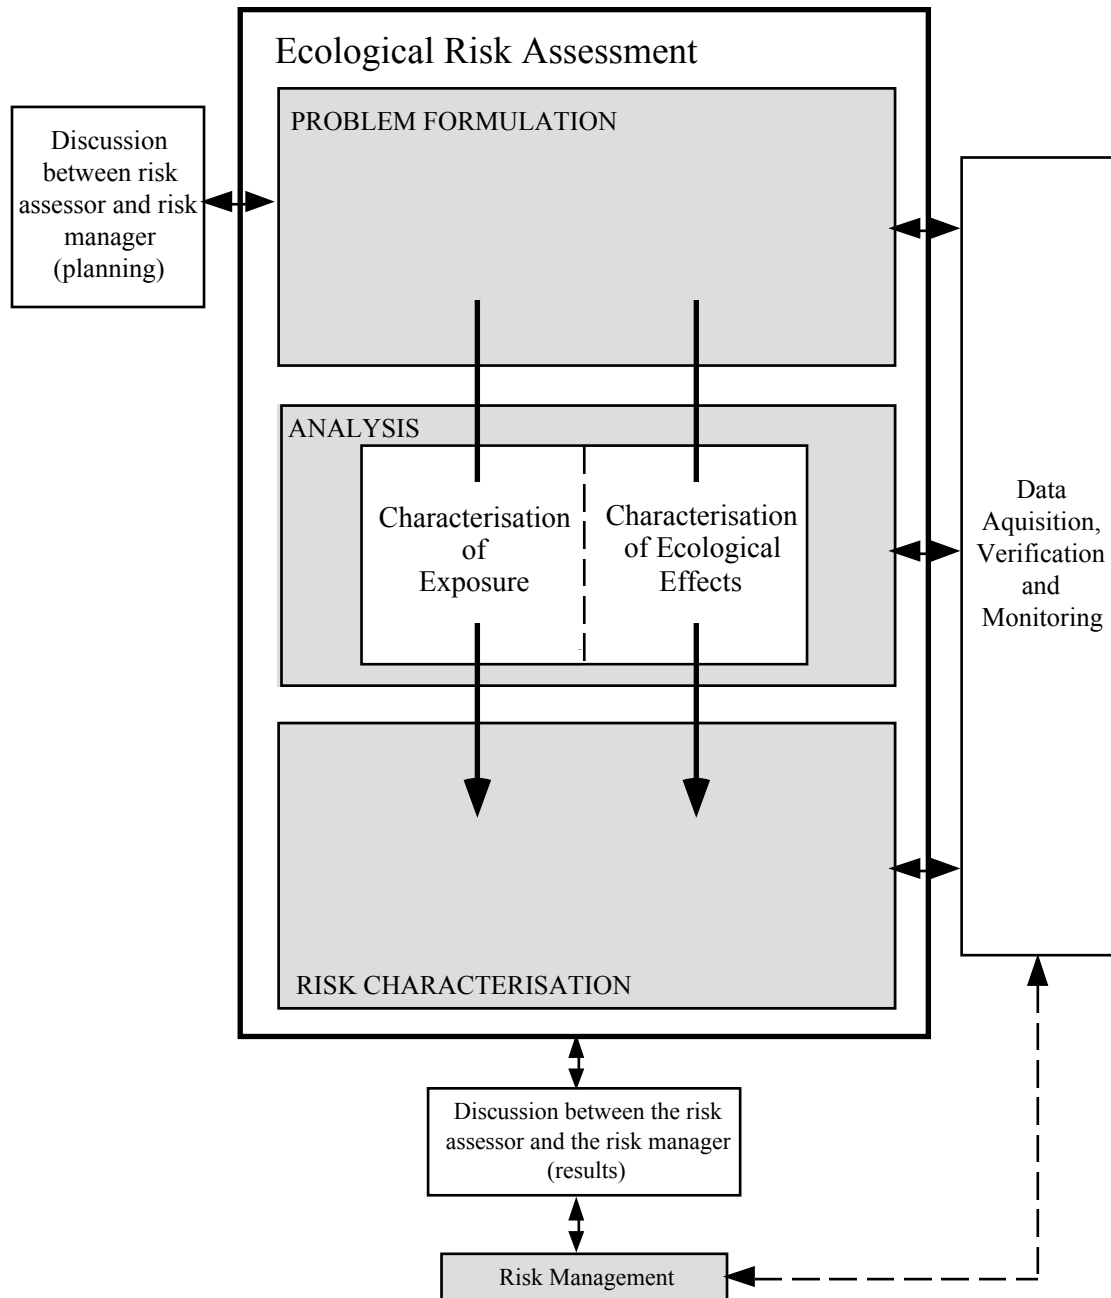 Ecological Risk Assessment
PROBLEM FORMULATION
Discussion
between risk
assessor and risk
manager
(planning)
ANALYSIS
Characterisation
of
Exposure
Characterisation
of Ecological
Effects
Data
Aquisition,
Verification
and
Monitoring
RISK CHARACTERISATION
Discussion between the risk
assessor and the risk manager
(results)
Risk Management